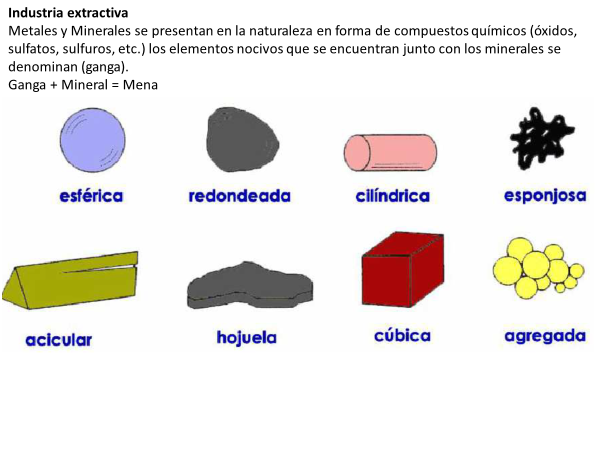 Industria extractiva
Metales y Minerales se presentan en la naturaleza en forma de compuestos químicos (óxidos,
sulfatos, sulfuros, etc.) los elementos nocivos que se encuentran junto con los minerales se
denominan (ganga).
Ganga + Mineral = Mena
esférica redondeada cilíndrica esponjosa
acicular hojuela cúbica agregada